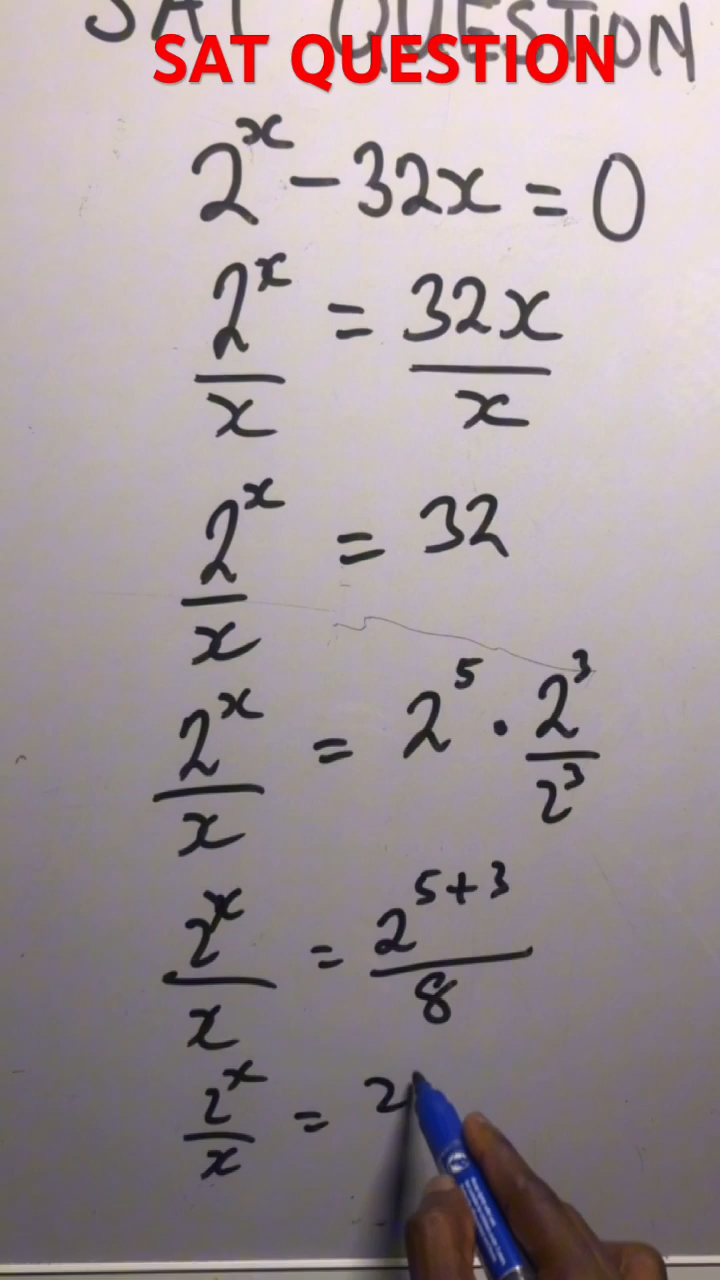 SAT QUESTION
SAT QUESTION
2^x - 32x = 0
2^x/x = 32x/x
2^x/x = 32
2^x/x = 2^5 · 2^3/2^3
2^x/x = 2^(5+3)/8
2^x/x = 2